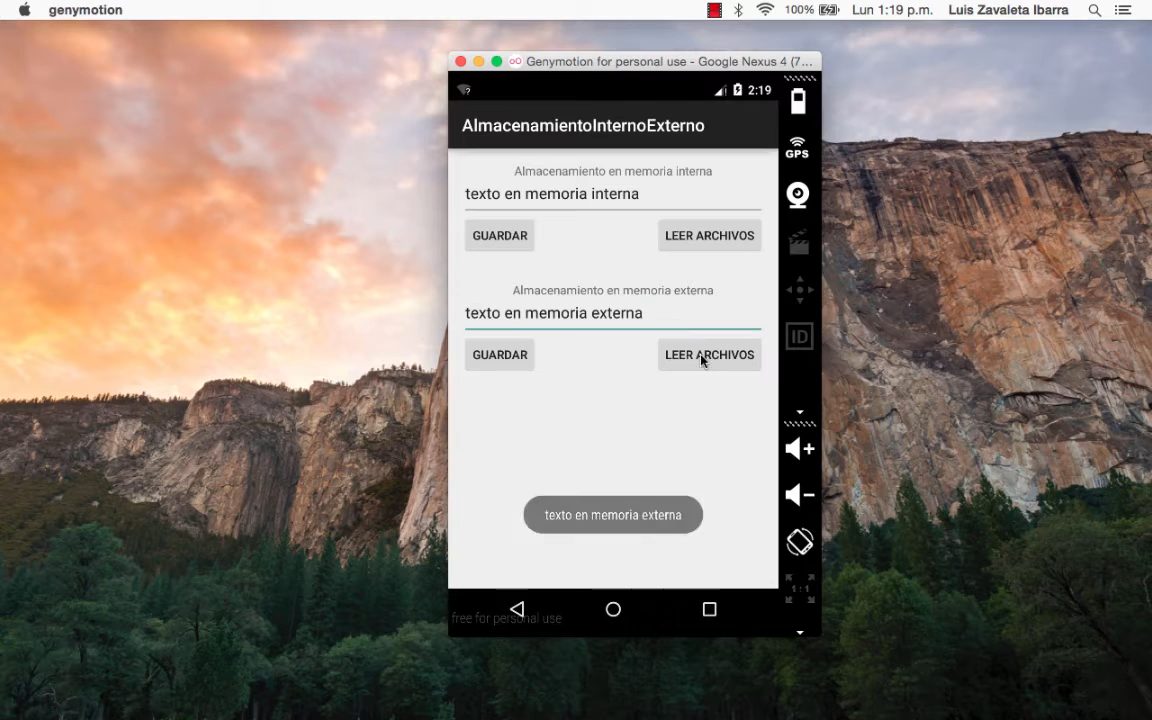 genymotion
100%
Lun 1:19 p.m.
Luis Zavaleta Ibarra
Genymotion for personal use - Google Nexus 4 (7...
2:19
AlmacenamientoInternoExterno
Almacenamiento en memoria interna
texto en memoria interna
GUARDAR
LEER ARCHIVOS
Almacenamiento en memoria externa
texto en memoria externa
GUARDAR
LEER ARCHIVOS
texto en memoria externa
free for personal use
GPS
ID
1:1